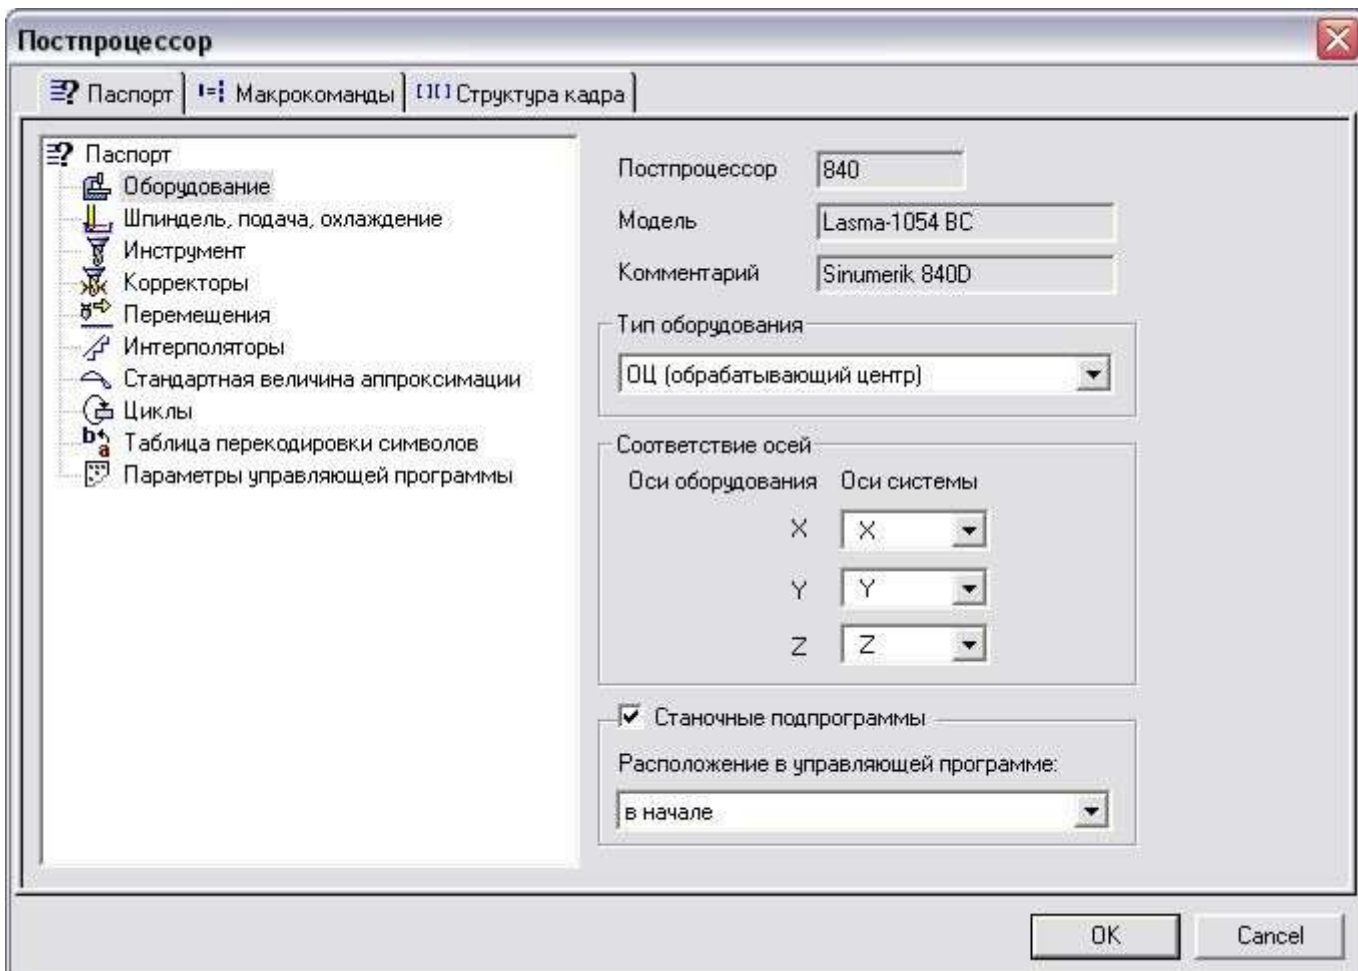 Постпроцессор
Паспорт Макрокоманды Структура кадра
Паспорт
Оборудование
Шпиндель, подача, охлаждение
Инструмент
Корректоры
Перемещения
Интерполяторы
Стандартная величина аппроксимации
Циклы
Таблица перекодировки символов
Параметры управляющей программы
Постпроцессор 840
Модель Lasma-1054 BC
Комментарий Sinumerik 840D
Тип оборудования
ОЦ (обрабатывающий центр)
Соответствие осей
Оси оборудования Оси системы
X X
Y Y
Z Z
Станочные подпрограммы
Расположение в управляющей программе:
в начале
OK Cancel